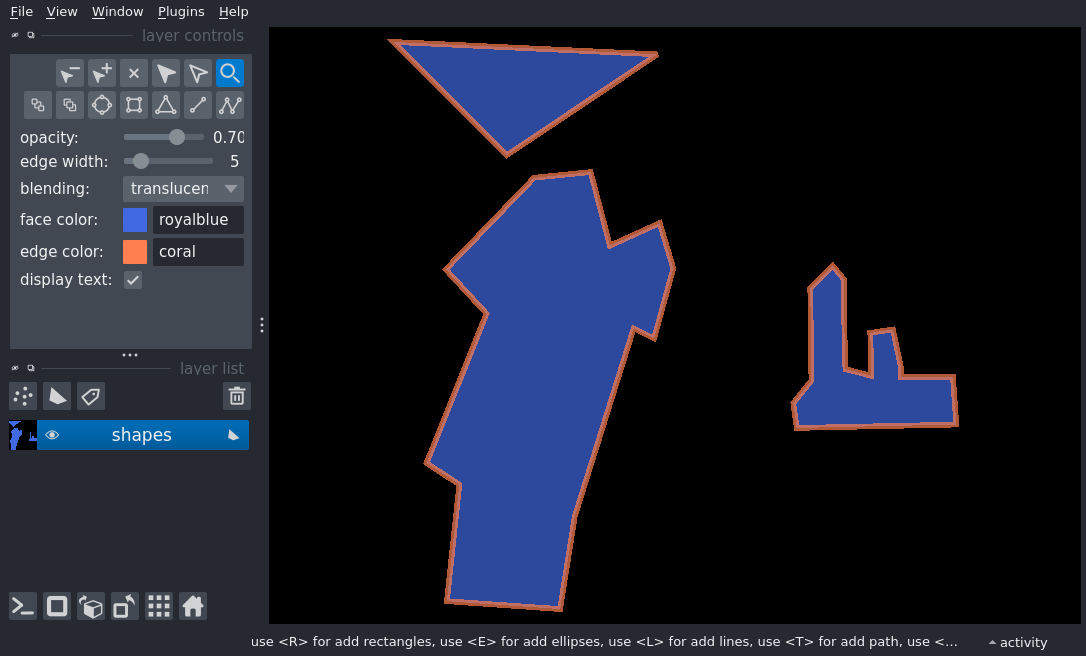 File View Window Plugins Help
layer controls
opacity: 0.70
edge width: 5
blending: translucen
face color: royalblue
edge color: coral
display text:
layer list
shapes
use <R> for add rectangles, use <E> for add ellipses, use <L> for add lines, use <T> for add path, use <...
activity